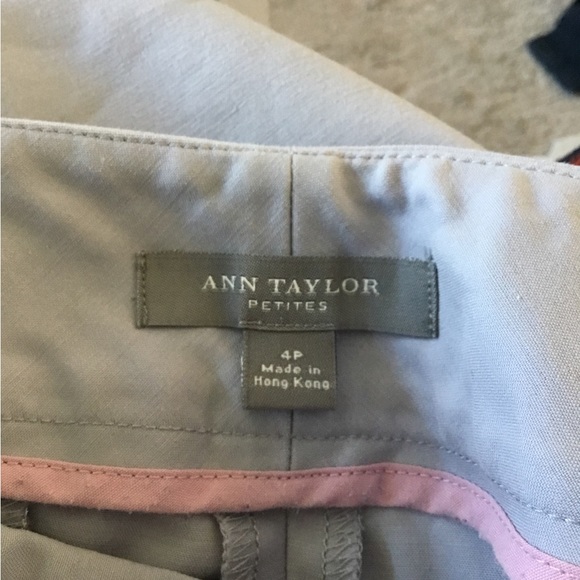 ANN TAYLOR
PETITES
4P
Made in
Hong Kong